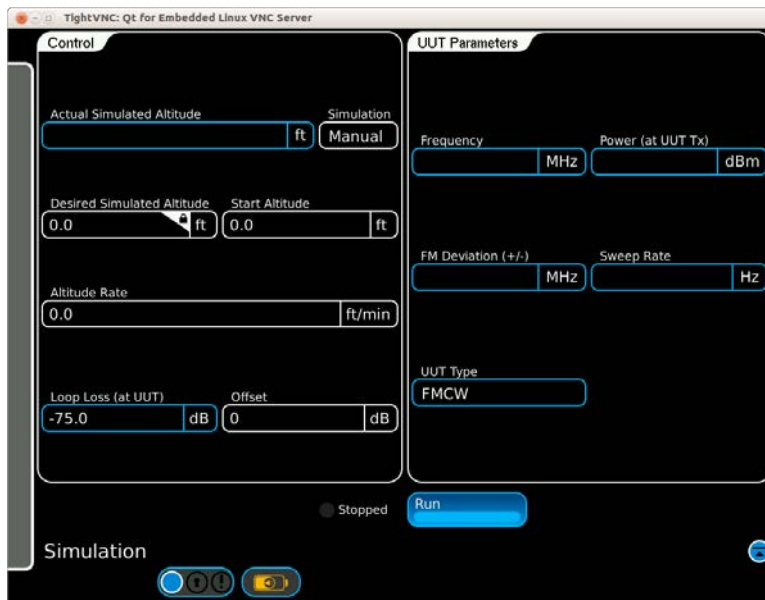 TightVNC: Qt for Embedded Linux VNC Server
Control
Actual Simulated Altitude
ft
Simulation
Manual
Desired Simulated Altitude
0.0
ft
Start Altitude
0.0
ft
Altitude Rate
0.0
ft/min
Loop Loss (at UUT)
-75.0
dB
Offset
0
dB
UUT Parameters
Frequency
MHz
Power (at UUT Tx)
dBm
FM Deviation (+/-)
MHz
Sweep Rate
Hz
UUT Type
FMCW
Stopped
Run
Simulation